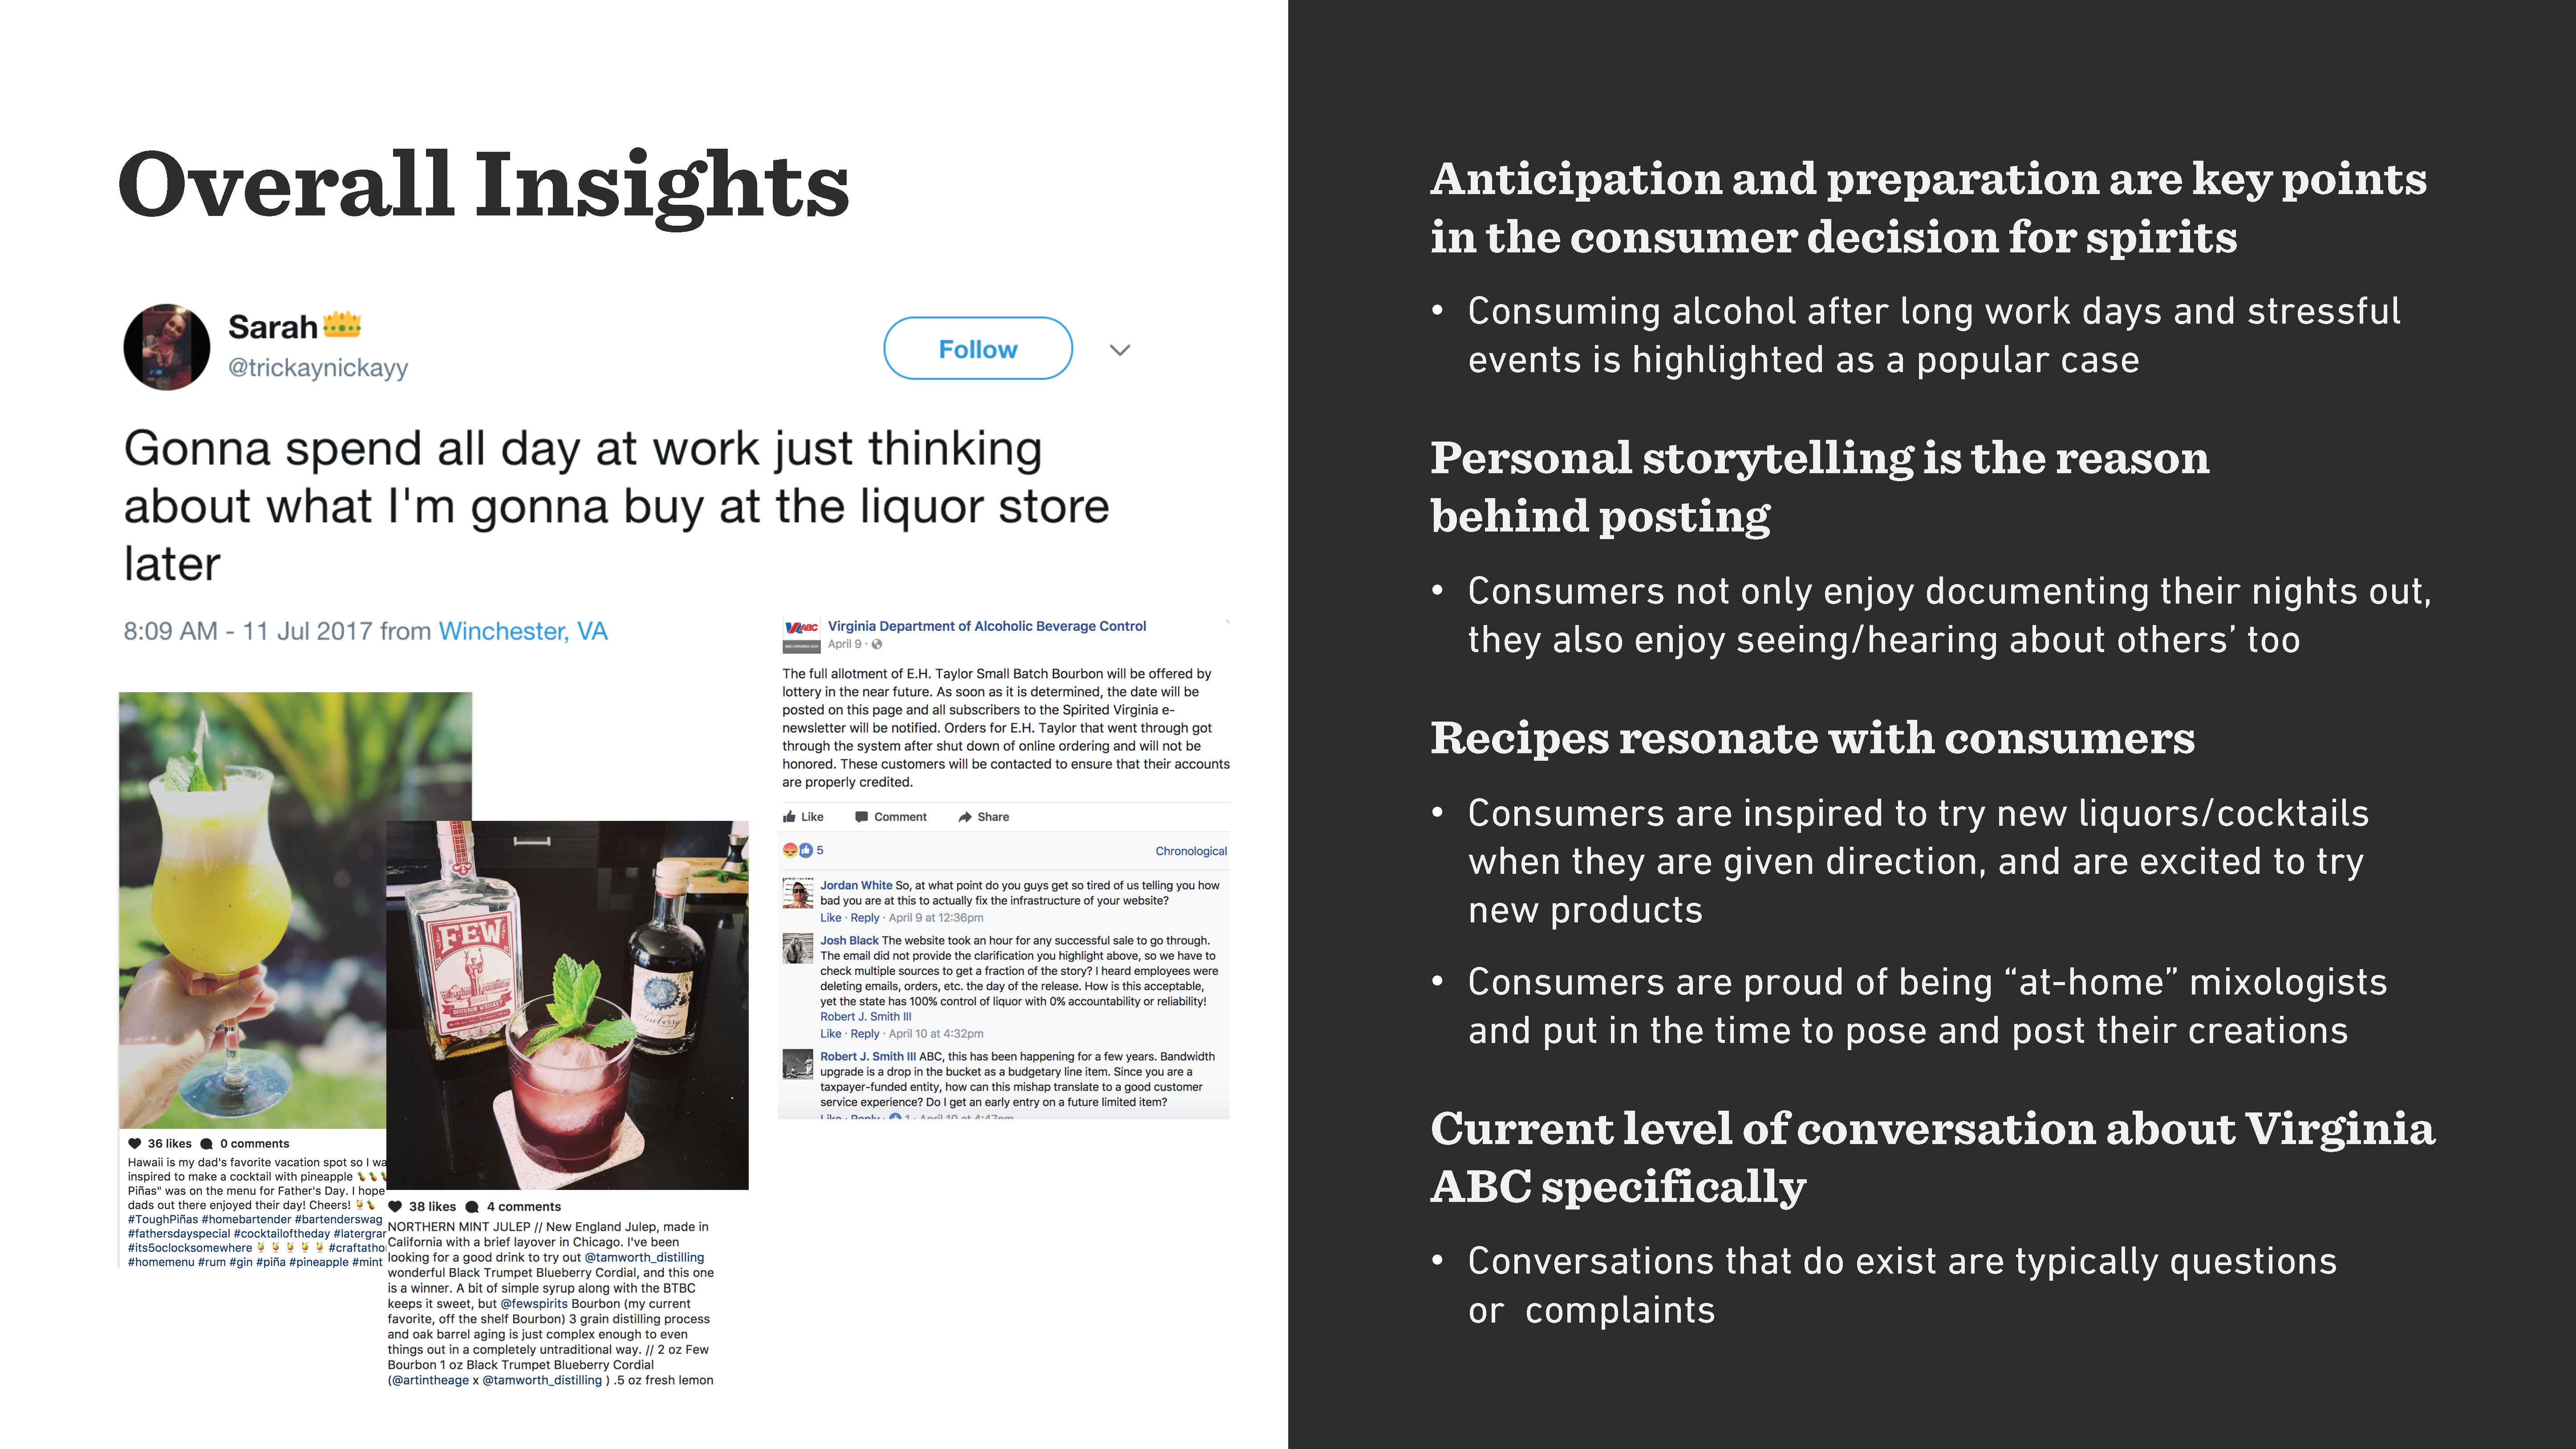 Overall Insights
Sarah
@trickaynickayy
Follow
Gonna spend all day at work just thinking
about what I'm gonna buy at the liquor store
later
8:09 AM - 11 Jul 2017 from Winchester, VA
36 likes 0 comments
Hawaii is my dad's favorite vacation spot so I wa
inspired to make a cocktail with pineapple
Piñas" was on the menu for Father's Day. I hope
dads out there enjoyed their day! Cheers!
#ToughPiñas #homebartender #bartenderswag
#fathersdayspecial #cocktailoftheday #latergrar
#its5oclocksomewhere #craftatho
#homemenu #rum #gin #piña #pineapple #mint
FEW
BOURBON WHISKEY
38 likes 4 comments
NORTHERN MINT JULEP // New England Julep, made in
California with a brief layover in Chicago. I've been
looking for a good drink to try out @tamworth_distilling
wonderful Black Trumpet Blueberry Cordial, and this one
is a winner. A bit of simple syrup along with the BTBC
keeps it sweet, but @fewspirits Bourbon (my current
favorite, off the shelf Bourbon) 3 grain distilling process
and oak barrel aging is just complex enough to even
things out in a completely untraditional way. // 2 oz Few
Bourbon 1 oz Black Trumpet Blueberry Cordial
(@artintheage x @tamworth_distilling ) .5 oz fresh lemon
VA ABC
Virginia Department of Alcoholic Beverage Control
April 9 ·
The full allotment of E.H. Taylor Small Batch Bourbon will be offered by
lottery in the near future. As soon as it is determined, the date will be
posted on this page and all subscribers to the Spirited Virginia e-
newsletter will be notified. Orders for E.H. Taylor that went through got
through the system after shut down of online ordering and will not be
honored. These customers will be contacted to ensure that their accounts
are properly credited.
Like Comment Share
5 Chronological
Jordan White So, at what point do you guys get so tired of us telling you how
bad you are at this to actually fix the infrastructure of your website?
Like · Reply · April 9 at 12:36pm
Josh Black The website took an hour for any successful sale to go through.
The email did not provide the clarification you highlight above, so we have to
check multiple sources to get a fraction of the story? I heard employees were
deleting emails, orders, etc. the day of the release. How is this acceptable,
yet the state has 100% control of liquor with 0% accountability or reliability!
Robert J. Smith III
Like · Reply · April 10 at 4:32pm
Robert J. Smith III ABC, this has been happening for a few years. Bandwidth
upgrade is a drop in the bucket as a budgetary line item. Since you are a
taxpayer-funded entity, how can this mishap translate to a good customer
service experience? Do I get an early entry on a future limited item?
Like · Reply · 1 · April 10 at 4:47pm
Anticipation and preparation are key points
in the consumer decision for spirits
• Consuming alcohol after long work days and stressful
events is highlighted as a popular case
Personal storytelling is the reason
behind posting
• Consumers not only enjoy documenting their nights out,
they also enjoy seeing/hearing about others’ too
Recipes resonate with consumers
• Consumers are inspired to try new liquors/cocktails
when they are given direction, and are excited to try
new products
• Consumers are proud of being “at-home” mixologists
and put in the time to pose and post their creations
Current level of conversation about Virginia
ABC specifically
• Conversations that do exist are typically questions
or complaints